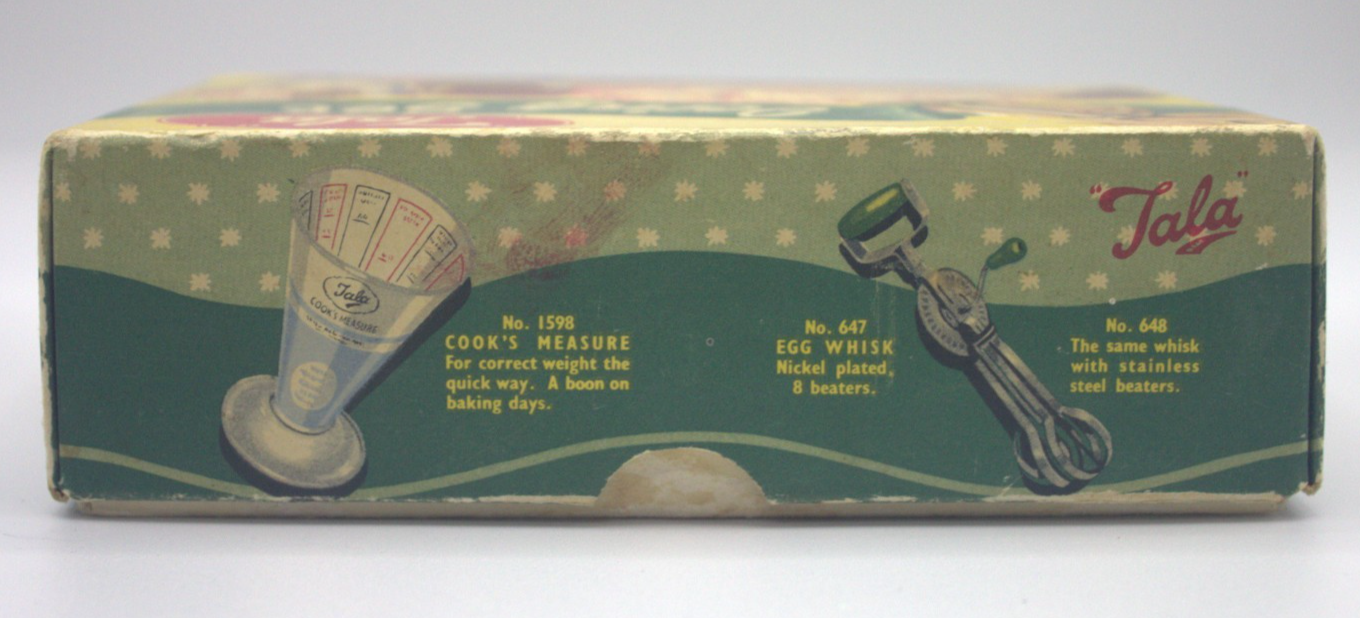 "Tala"
Tala
COOK'S MEASURE
No. 1598
COOK'S MEASURE
For correct weight the
quick way. A boon on
baking days.
No. 647
EGG WHISK
Nickel plated,
8 beaters.
No. 648
The same whisk
with stainless
steel beaters.